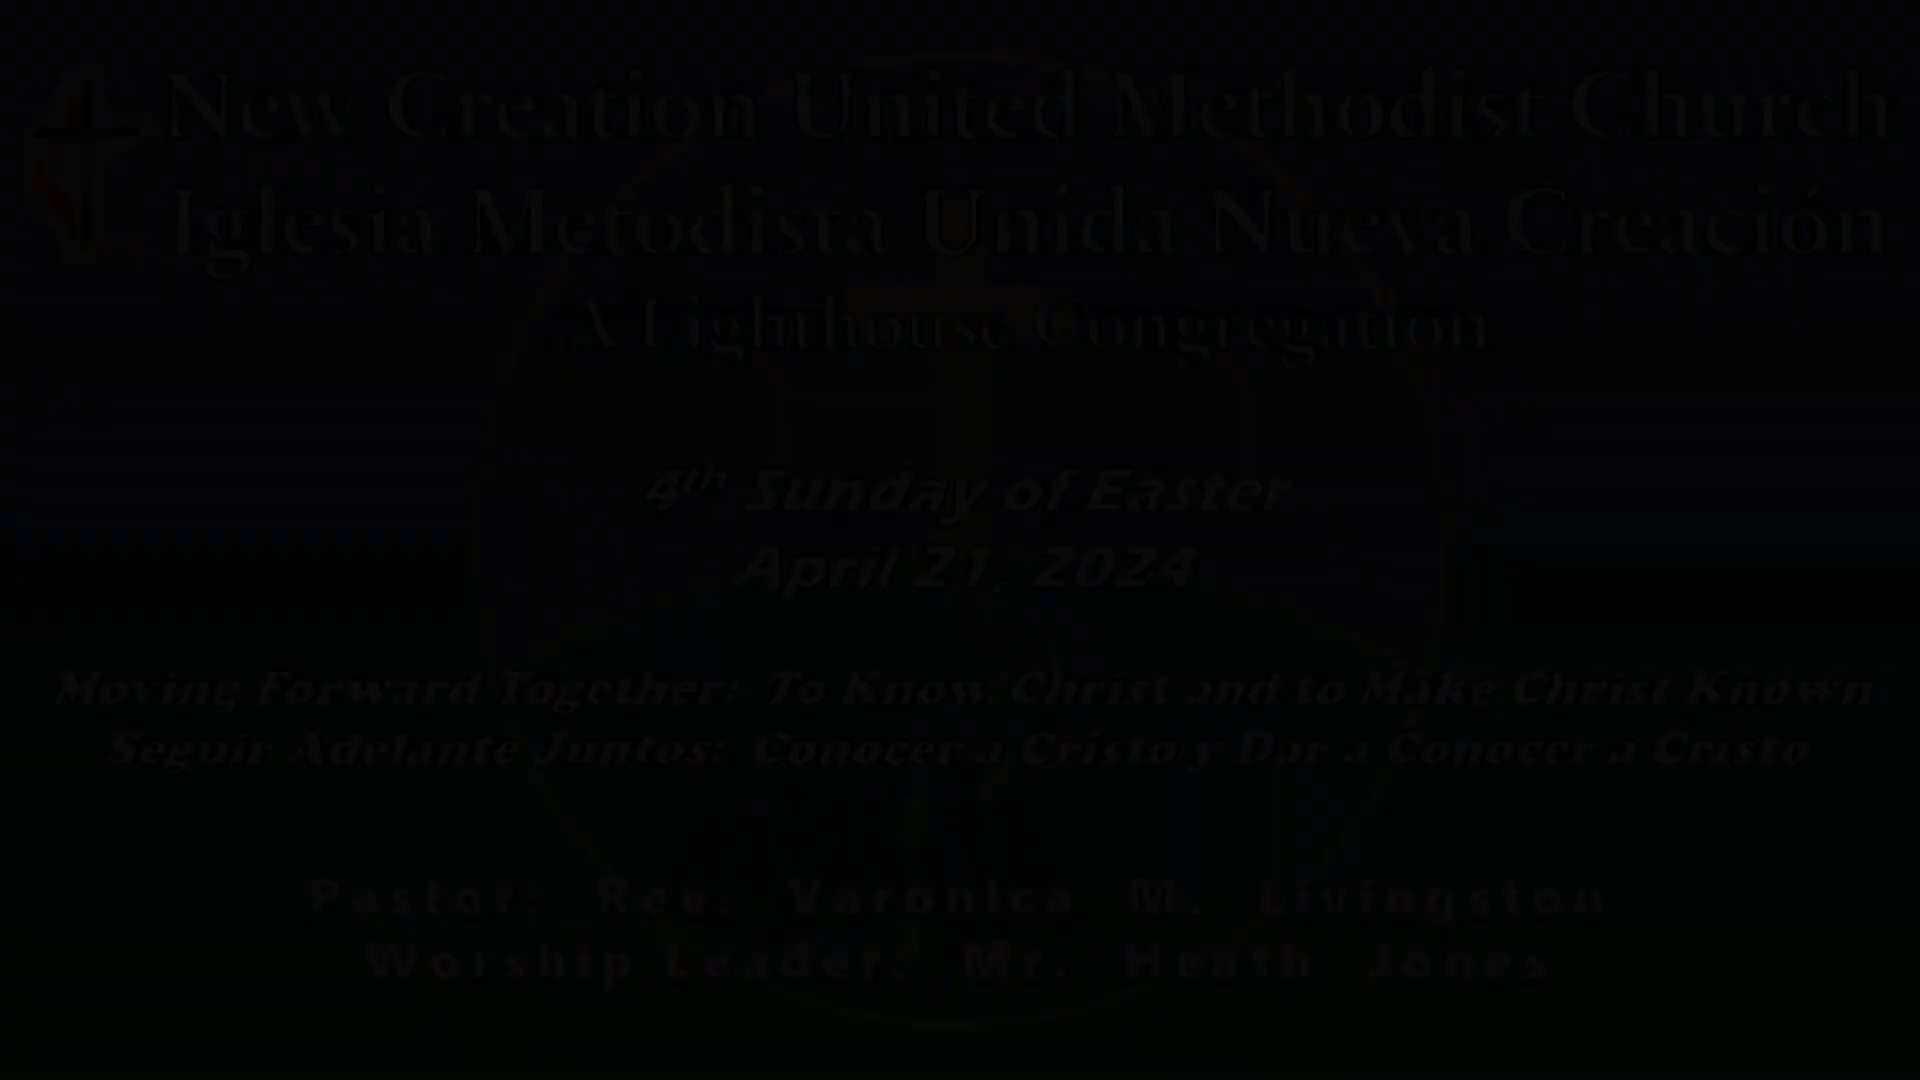 New Creation United Methodist Church
Iglesia Metodista Unida Nueva Creación
A Lighthouse Congregation
4th Sunday of Easter
April 21, 2024
Moving Forward Together: To Know Christ and to Make Christ Known
Seguir Adelante Juntos: Conocer a Cristo y Dar a Conocer a Cristo
Pastor: Rev. Varonica M. Livingston
Worship Leader: Mr. Heath Jones